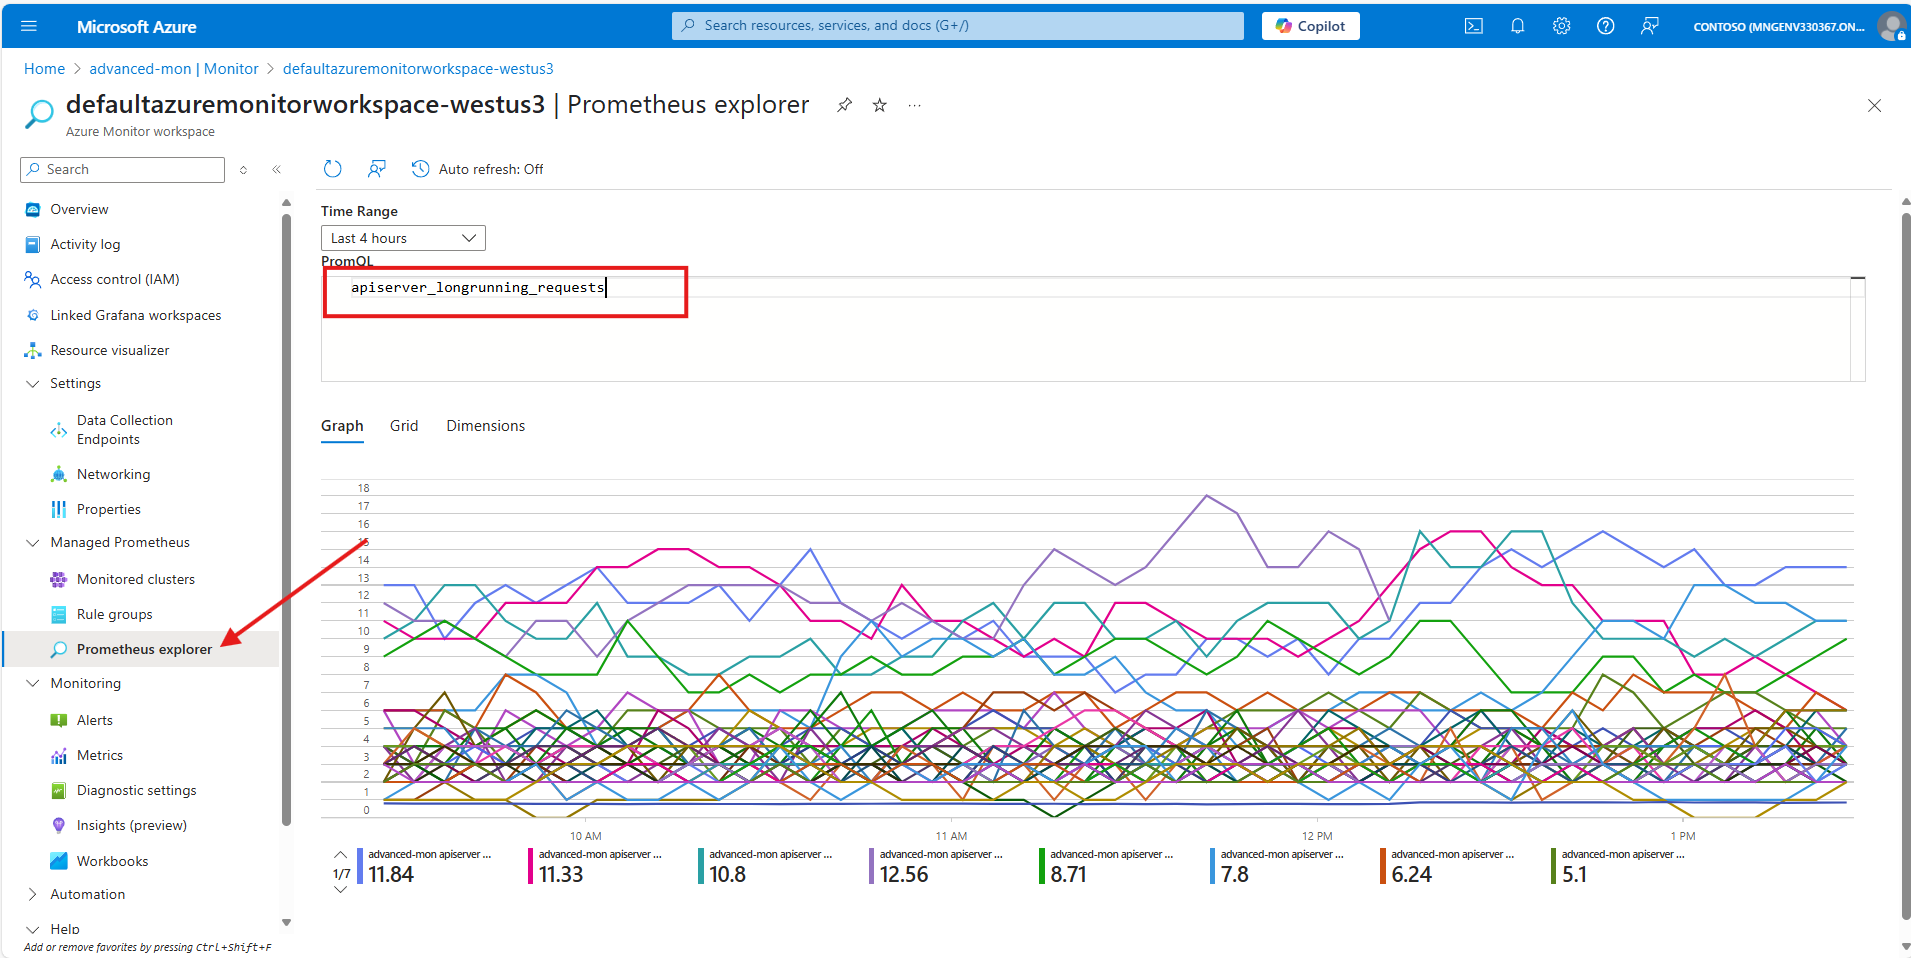 Microsoft Azure
Search resources, services, and docs (G+/)
Copilot
CONTOSO (MNGENV330367.ON...
Home > advanced-mon | Monitor > defaultazuremonitorworkspace-westus3
defaultazuremonitorworkspace-westus3 | Prometheus explorer
Azure Monitor workspace
Search
Auto refresh: Off
Overview
Activity log
Access control (IAM)
Linked Grafana workspaces
Resource visualizer
Settings
Data Collection
Endpoints
Networking
Properties
Managed Prometheus
Monitored clusters
Rule groups
Prometheus explorer
Monitoring
Alerts
Metrics
Diagnostic settings
Insights (preview)
Workbooks
Automation
Help
Add or remove favorites by pressing Ctrl+Shift+F
Time Range
Last 4 hours
PromQL
apiserver_longrunning_requests
Graph
Grid
Dimensions
18
17
16
15
14
13
12
11
10
9
8
7
6
5
4
3
2
1
0
10 AM
11 AM
12 PM
1 PM
1/7
advanced-mon apiserver ...
11.84
advanced-mon apiserver ...
11.33
advanced-mon apiserver ...
10.8
advanced-mon apiserver ...
12.56
advanced-mon apiserver ...
8.71
advanced-mon apiserver ...
7.8
advanced-mon apiserver ...
6.24
advanced-mon apiserver ...
5.1